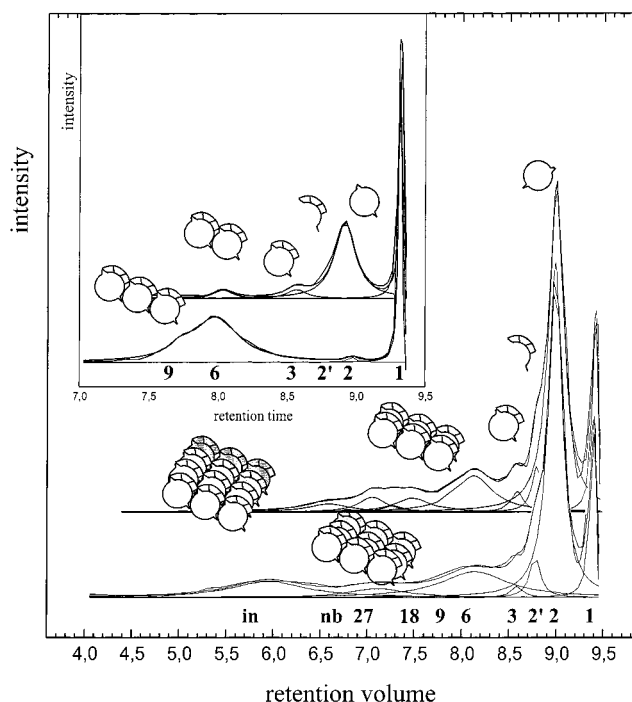 intensity
intensity
9 6 3 2' 2 1
7,0 7,5 8,0 8,5 9,0 9,5
retention time
in nb 27 18 9 6 3 2' 2 1
4,0 5,0 5,5 6,0 6,5 7,0 7,5 8,0 8,5 9,0 9,5
retention volume